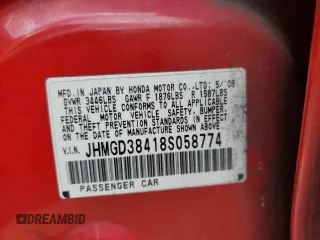 MFD. IN JAPAN BY HONDA MOTOR CO., LTD: 5/'08
GVWR 3446LBS GAWR F 1876LBS R 1587LBS
THIS VEHICLE CONFORMS TO ALL APPLICABLE
FEDERAL MOTOR VEHICLE SAFETY, BUMPER,
AND THEFT PREVENTION STANDARDS IN EFFECT
ON THE DATE OF MANUFACTURE SHOWN ABOVE.
V.I.N. JHMGD38418S058774
PASSENGER CAR
DREAMBID